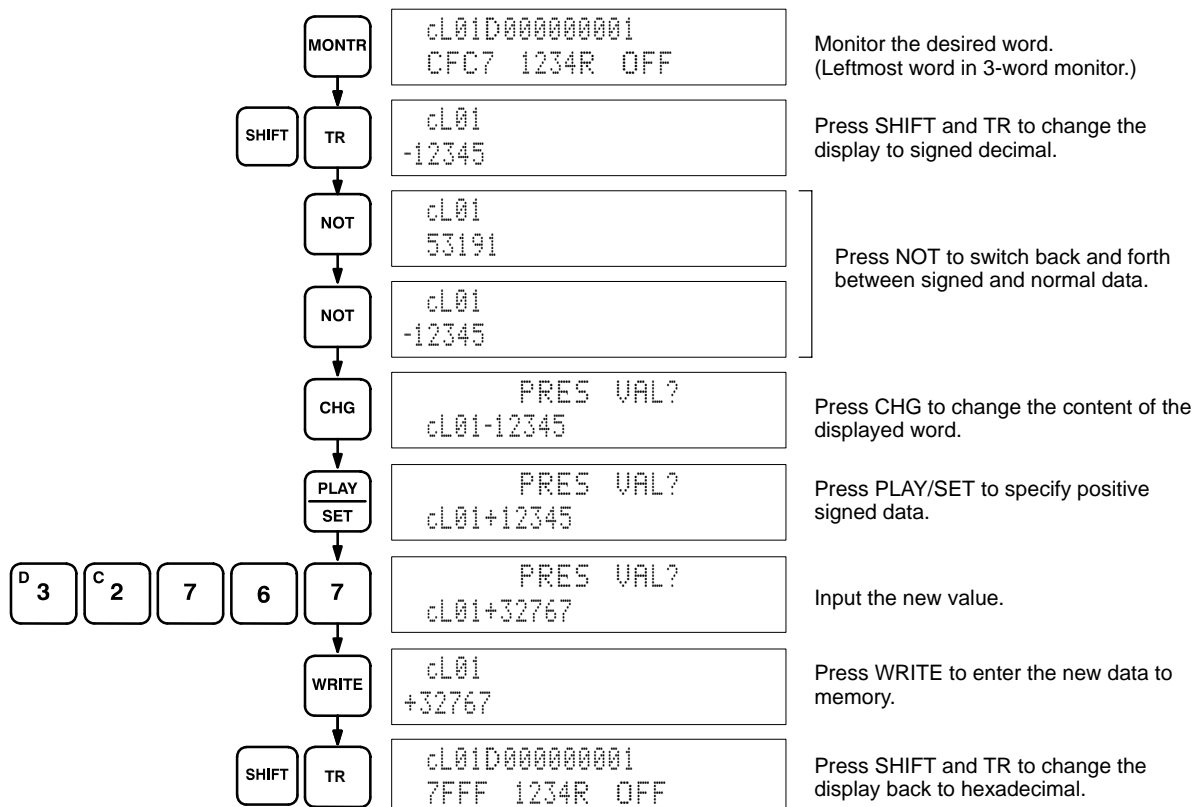 MONTR
cL01D000000001
CFC7 1234R OFF
Monitor the desired word.
(Leftmost word in 3-word monitor.)
SHIFT TR
cL01
-12345
Press SHIFT and TR to change the
display to signed decimal.
NOT
cL01
53191
NOT
cL01
-12345
Press NOT to switch back and forth
between signed and normal data.
CHG
PRES VAL?
cL01-12345
Press CHG to change the content of the
displayed word.
PLAY
SET
PRES VAL?
cL01+12345
Press PLAY/SET to specify positive
signed data.
D 3 C 2 7 6 7
PRES VAL?
cL01+32767
Input the new value.
WRITE
cL01
+32767
Press WRITE to enter the new data to
memory.
SHIFT TR
cL01D000000001
7FFF 1234R OFF
Press SHIFT and TR to change the
display back to hexadecimal.